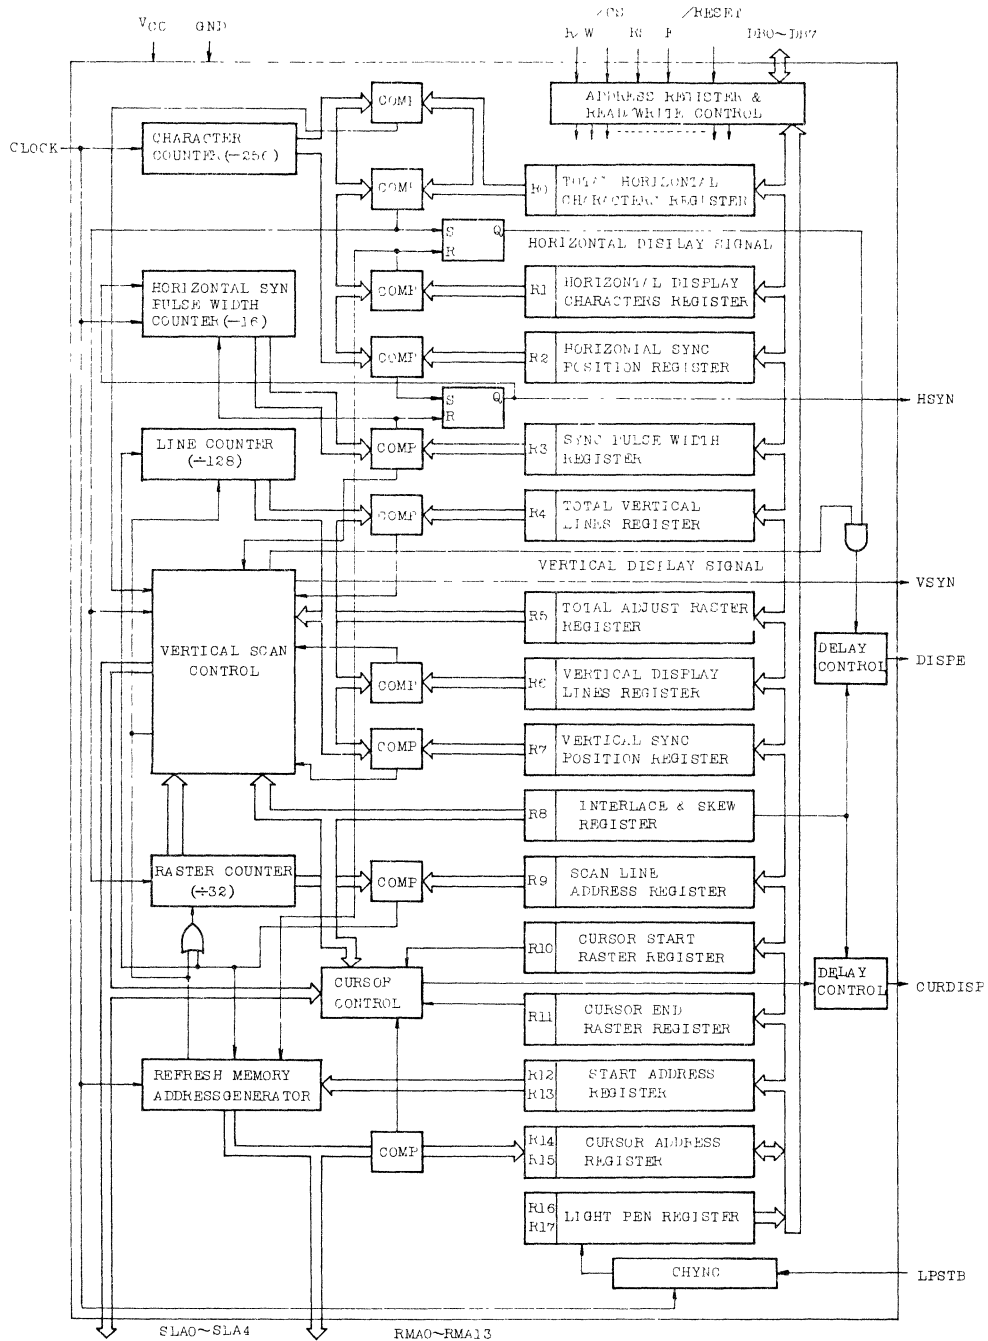 VCC GND
/CS /RESET
R/W DB0~DB7
ADDRESS REGISTER &
READ/WRITE CONTROL
COMP
CLOCK
CHARACTER
COUNTER(÷256)
COMP
R0
TOTAL HORIZONTAL
CHARACTERS REGISTER
S Q
R
HORIZONTAL DISPLAY SIGNAL
HORIZONTAL SYN
PULSE WIDTH
COUNTER(÷16)
COMP
R1
HORIZONTAL DISPLAY
CHARACTERS REGISTER
COMP
R2
HORIZONIAL SYNC
POSITION REGISTER
S Q
R
HSYN
LINE COUNTER
(÷128)
COMP
R3
SYNC PULSE WIDTH
REGISTER
COMP
R4
TOTAL VERTICAL
LINES REGISTER
VERTICAL DISPLAY SIGNAL
VSYN
VERTICAL SCAN
CONTROL
R5
TOTAL ADJUST RASTER
REGISTER
DELAY
CONTROL
DISPE
COMP
R6
VERTICAL DISPLAY
LINES REGISTER
COMP
R7
VERTICAL SYNC
POSITION REGISTER
R8
INTERLACE & SKEW
REGISTER
RASTER COUNTER
(÷32)
COMP
R9
SCAN LINE
ADDRESS REGISTER
R10
CURSOR START
RASTER REGISTER
CURSOR
CONTROL
DELAY
CONTROL
CURDISP
R11
CURSOR END
RASTER REGISTER
REFRESH MEMORY
ADDRESSGENERATOR
R12
R13
START ADDRESS
REGISTER
COMP
R14
R15
CURSOR ADDRESS
REGISTER
R16
R17
LIGHT PEN REGISTER
CHYNC
LPSTB
SLA0~SLA4
RMA0~RMA13